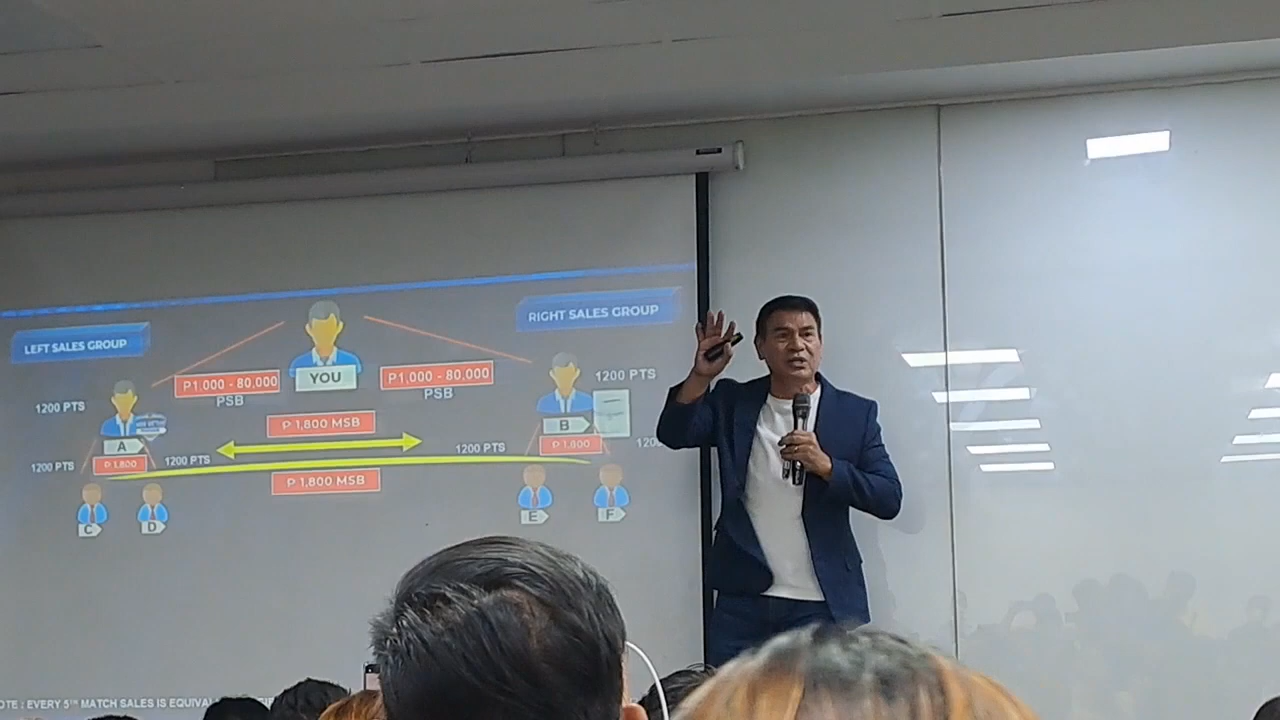 LEFT SALES GROUP
RIGHT SALES GROUP
YOU
P1,000 - 80,000
PSB
P1,000 - 80,000
PSB
1200 PTS
1200 PTS
P 1,800 MSB
A
B
P 1,800
P 1,800
1200 PTS
1200 PTS
1200 PTS
120
P 1,800 MSB
C
D
E
F
OTE : EVERY 5TH MATCH SALES IS EQUIVA